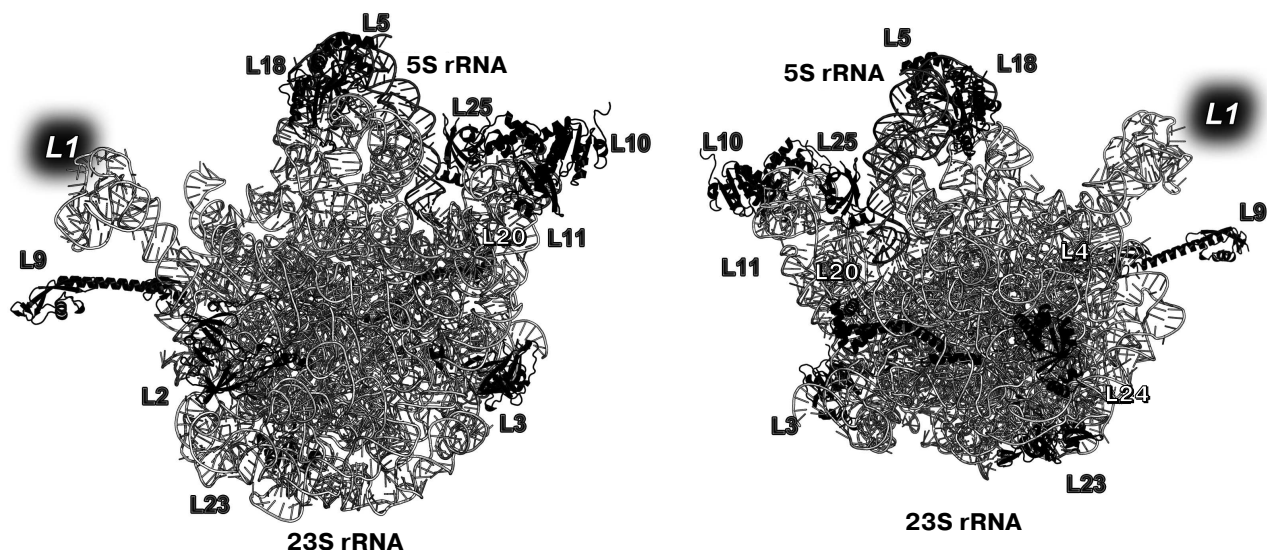 L5
L18
5S rRNA
L25
L1
L10
L20
L11
L9
L2
L3
L23
23S rRNA
L5
5S rRNA
L18
L1
L10
L25
L9
L4
L11
L20
L24
L3
L23
23S rRNA